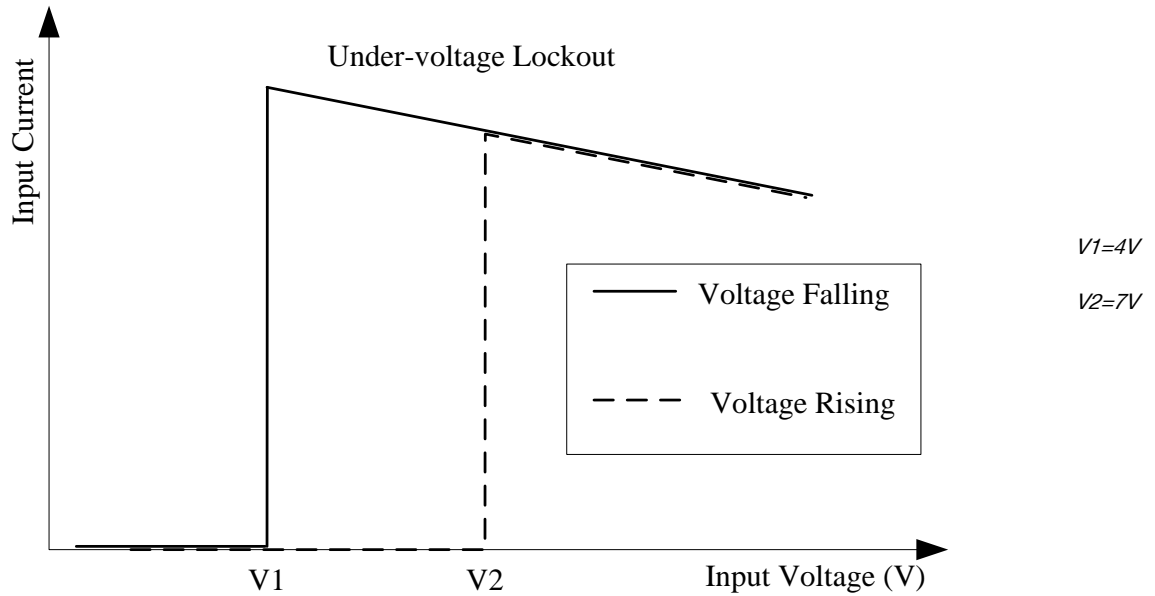 Under-voltage Lockout
Input Current
V1=4V
Voltage Falling
V2=7V
Voltage Rising
V1
V2
Input Voltage (V)